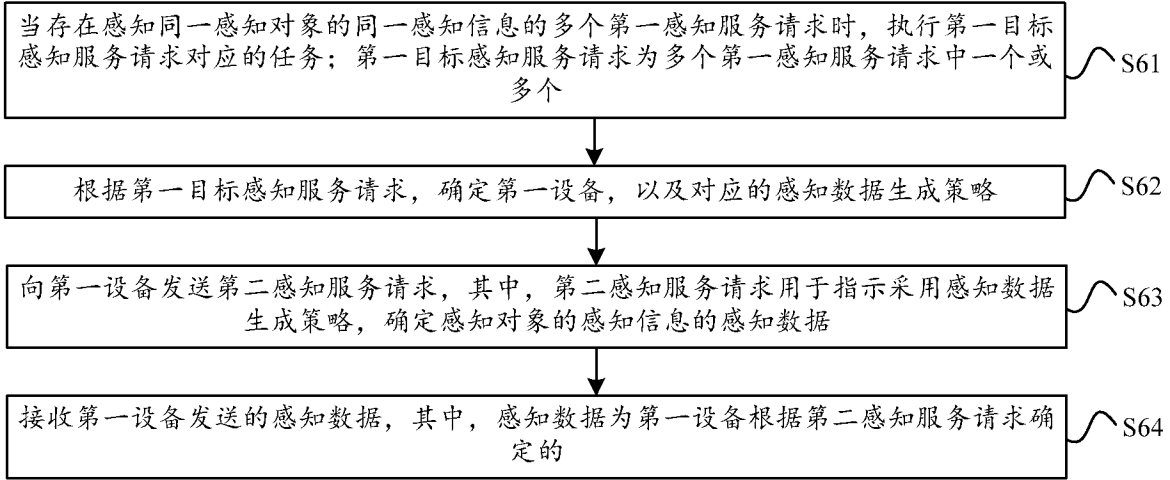 当存在感知同一感知对象的同一感知信息的多个第一感知服务请求时，执行第一目标
感知服务请求对应的任务；第一目标感知服务请求为多个第一感知服务请求中一个或
多个
S61
根据第一目标感知服务请求，确定第一设备，以及对应的感知数据生成策略
S62
向第一设备发送第二感知服务请求，其中，第二感知服务请求用于指示采用感知数据
生成策略，确定感知对象的感知信息的感知数据
S63
接收第一设备发送的感知数据，其中，感知数据为第一设备根据第二感知服务请求确
定的
S64